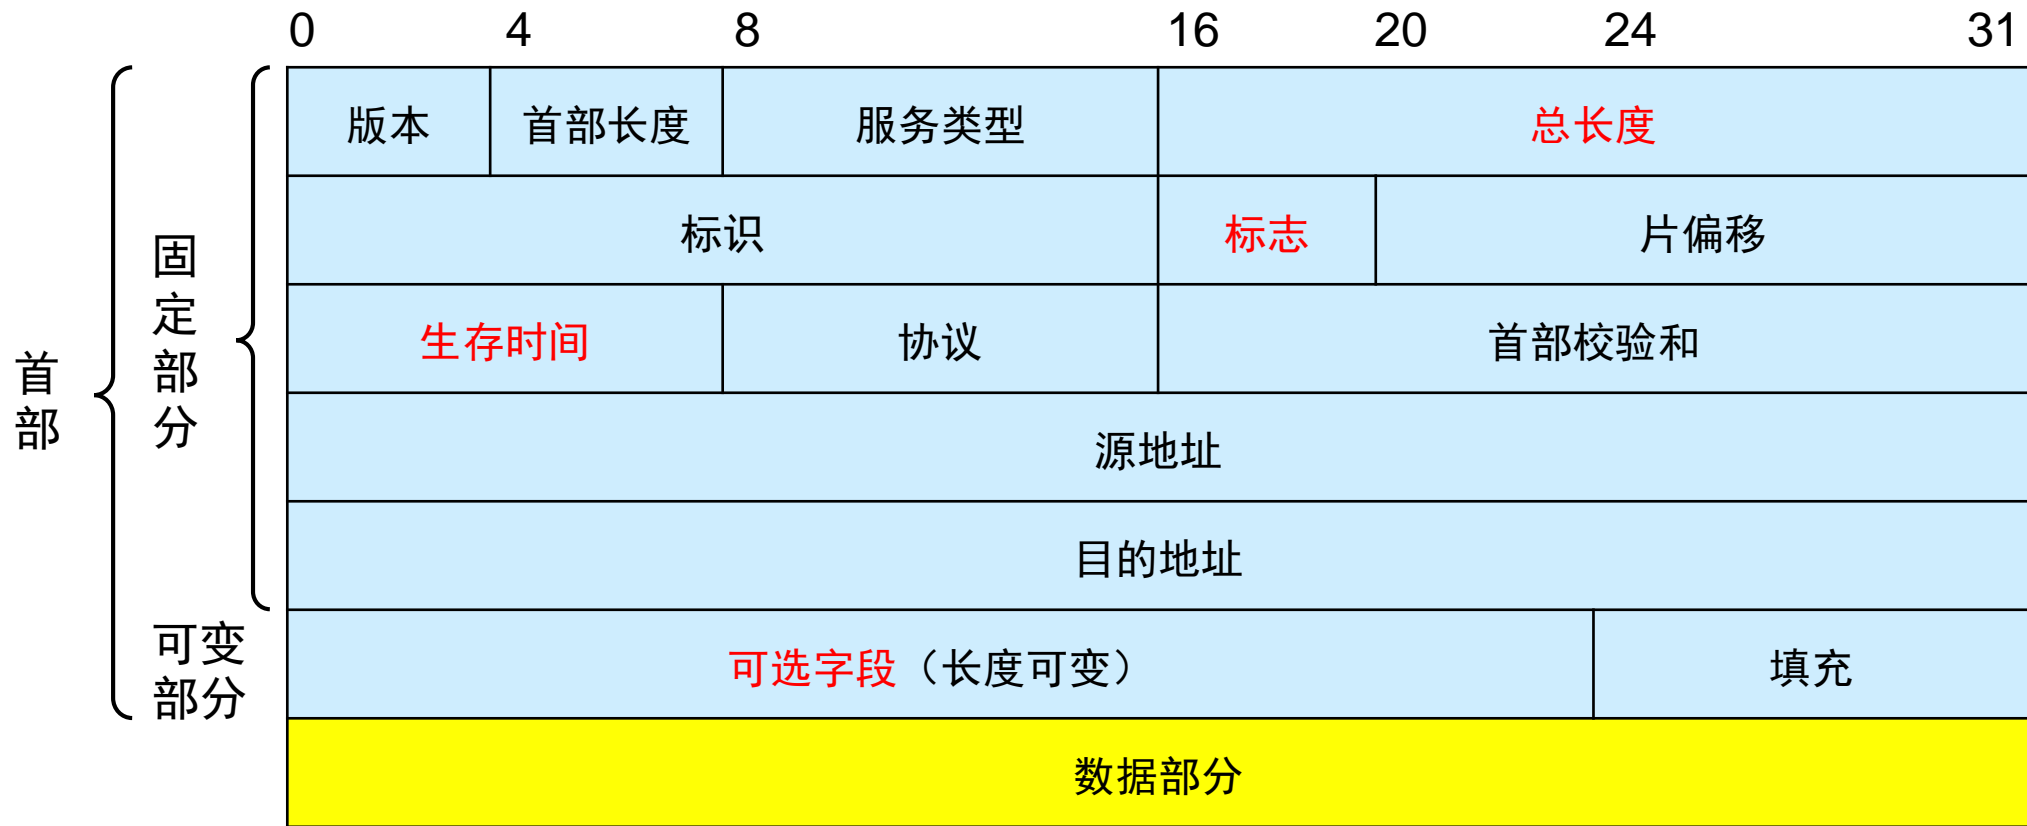 0 4 8 16 20 24 31
版本 首部长度 服务类型 总长度
标识 标志 片偏移
生存时间 协议 首部校验和
源地址
目的地址
可选字段（长度可变） 填充
数据部分
首部
固定部分
可变
部分